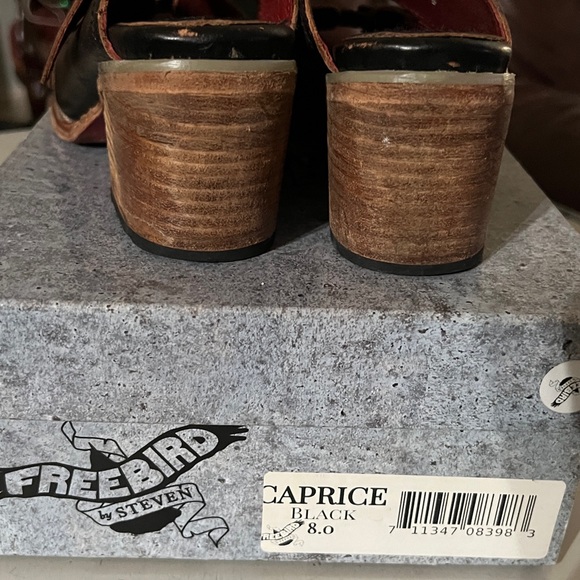 FREEBIRD
by STEVEN
CAPRICE
BLACK
8.0
7 11347 08398 3